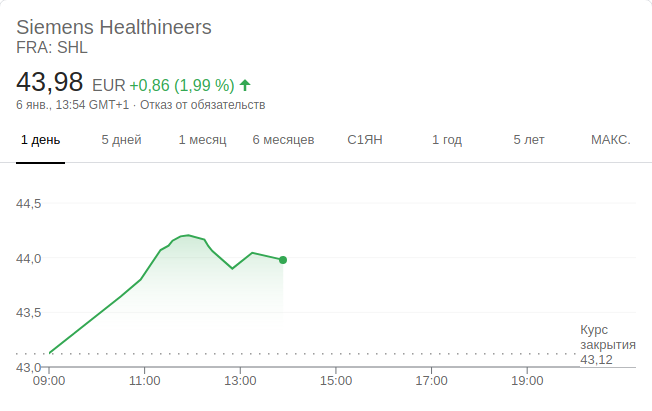 Siemens Healthineers
FRA: SHL
43,98 EUR +0,86 (1,99 %)
6 янв., 13:54 GMT+1 · Отказ от обязательств
1 день 5 дней 1 месяц 6 месяцев С1ЯН 1 год 5 лет МАКС.
44,5
44,0
43,5
Курс
закрытия
43,12
43,0
09:00 11:00 13:00 15:00 17:00 19:00